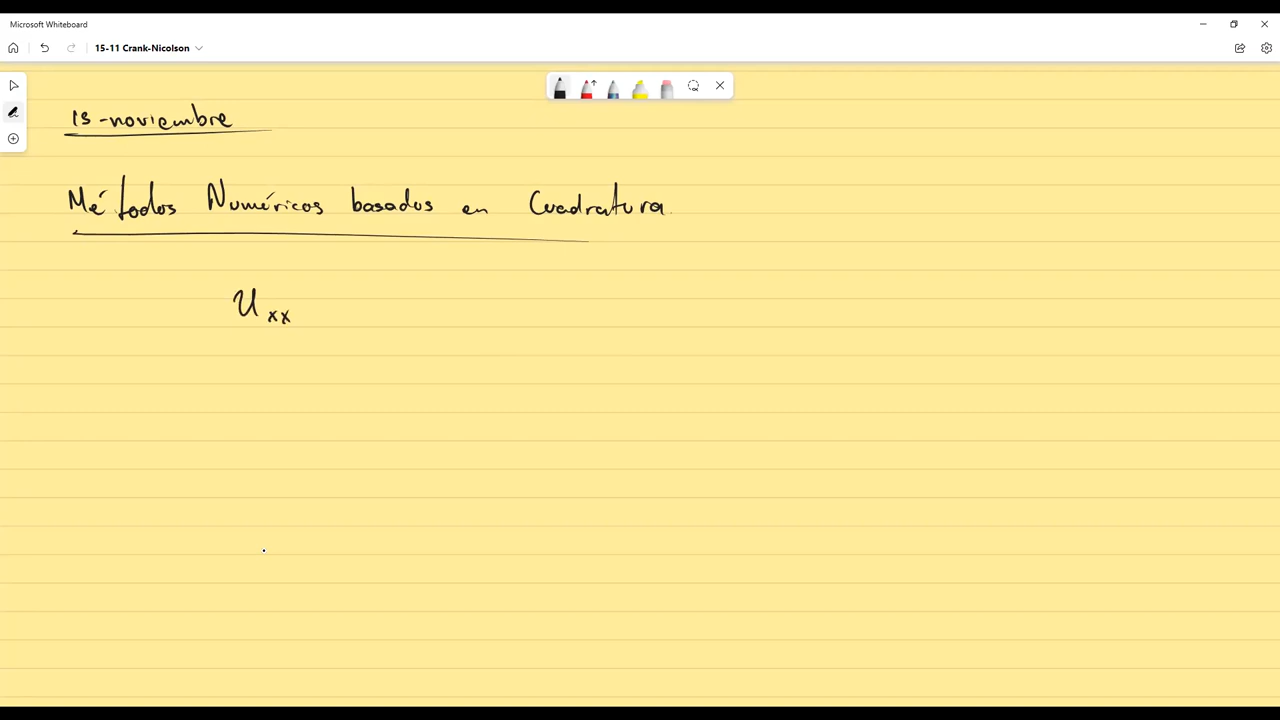 Microsoft Whiteboard
15-11 Crank-Nicolson
15-noviembre
Métodos Numéricos basados en Cuadratura.
U xx